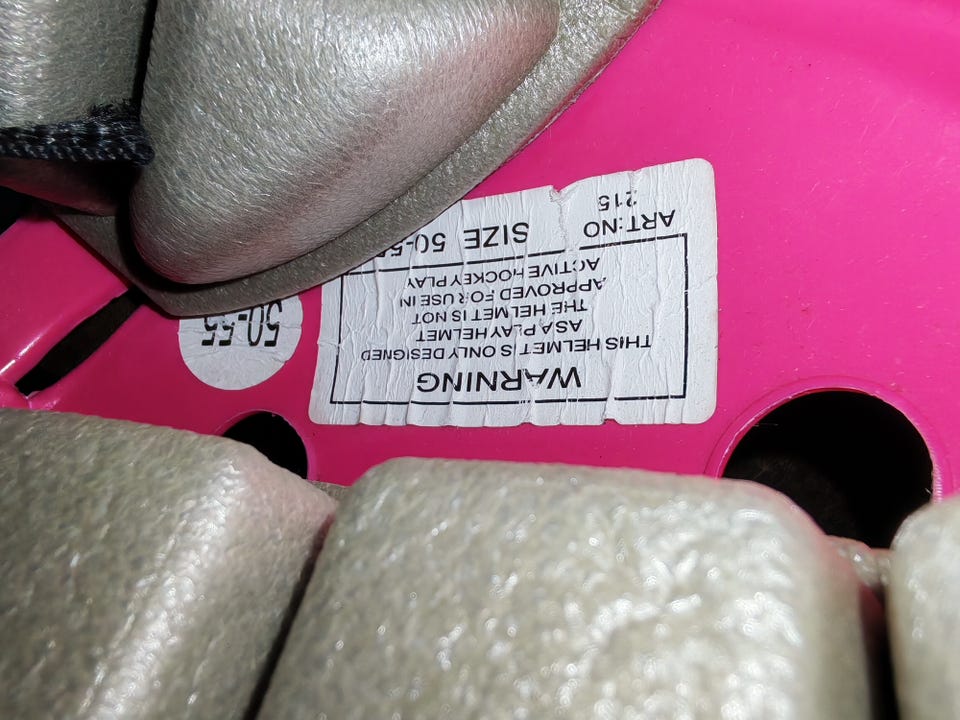 WARNING
THIS HELMET IS ONLY DESIGNED
AS A PLAY HELMET
THE HELMET IS NOT
APPROVED FOR USE IN
ACTIVE HOCKEY PLAY
ART:NO SIZE 50-55
215
50-55